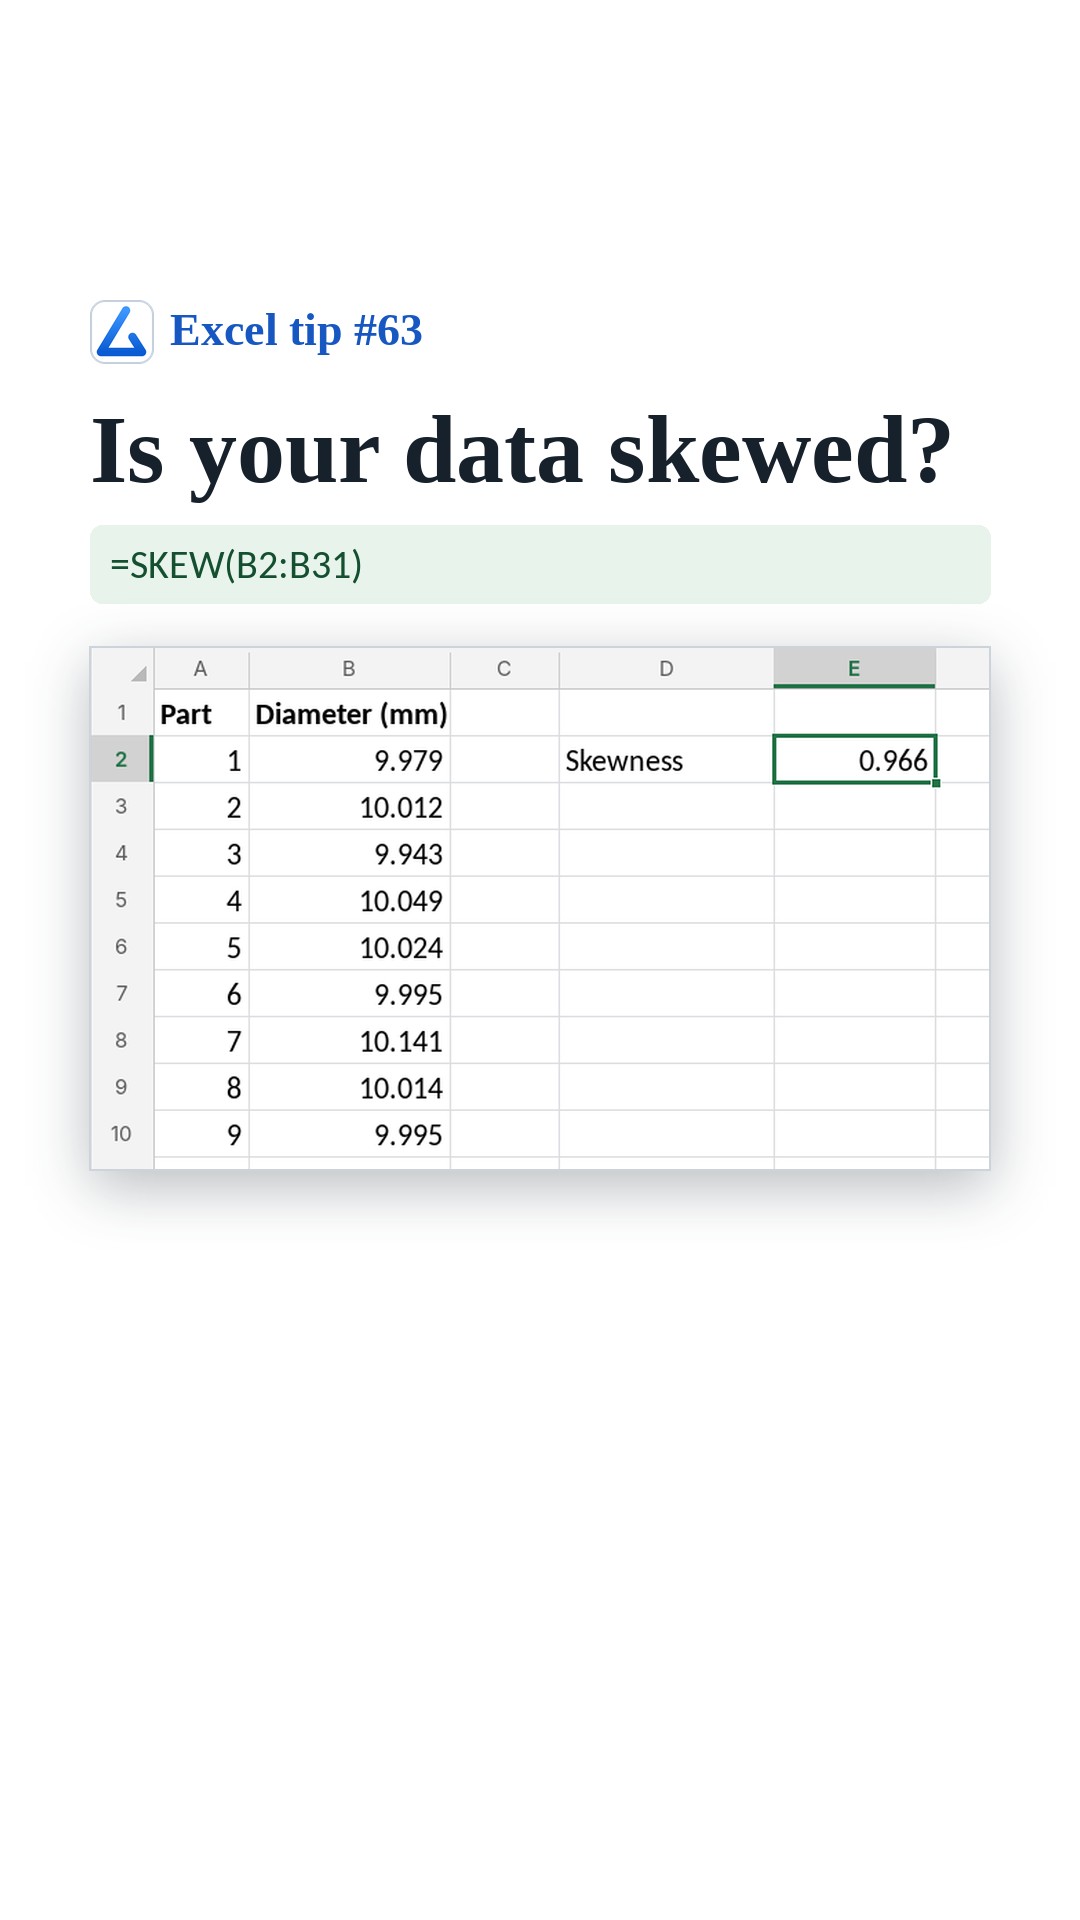 Excel tip #63
Is your data skewed?
=SKEW(B2:B31)
A B C D E
1 Part Diameter (mm)
2 1 9.979 Skewness 0.966
3 2 10.012
4 3 9.943
5 4 10.049
6 5 10.024
7 6 9.995
8 7 10.141
9 8 10.014
10 9 9.995